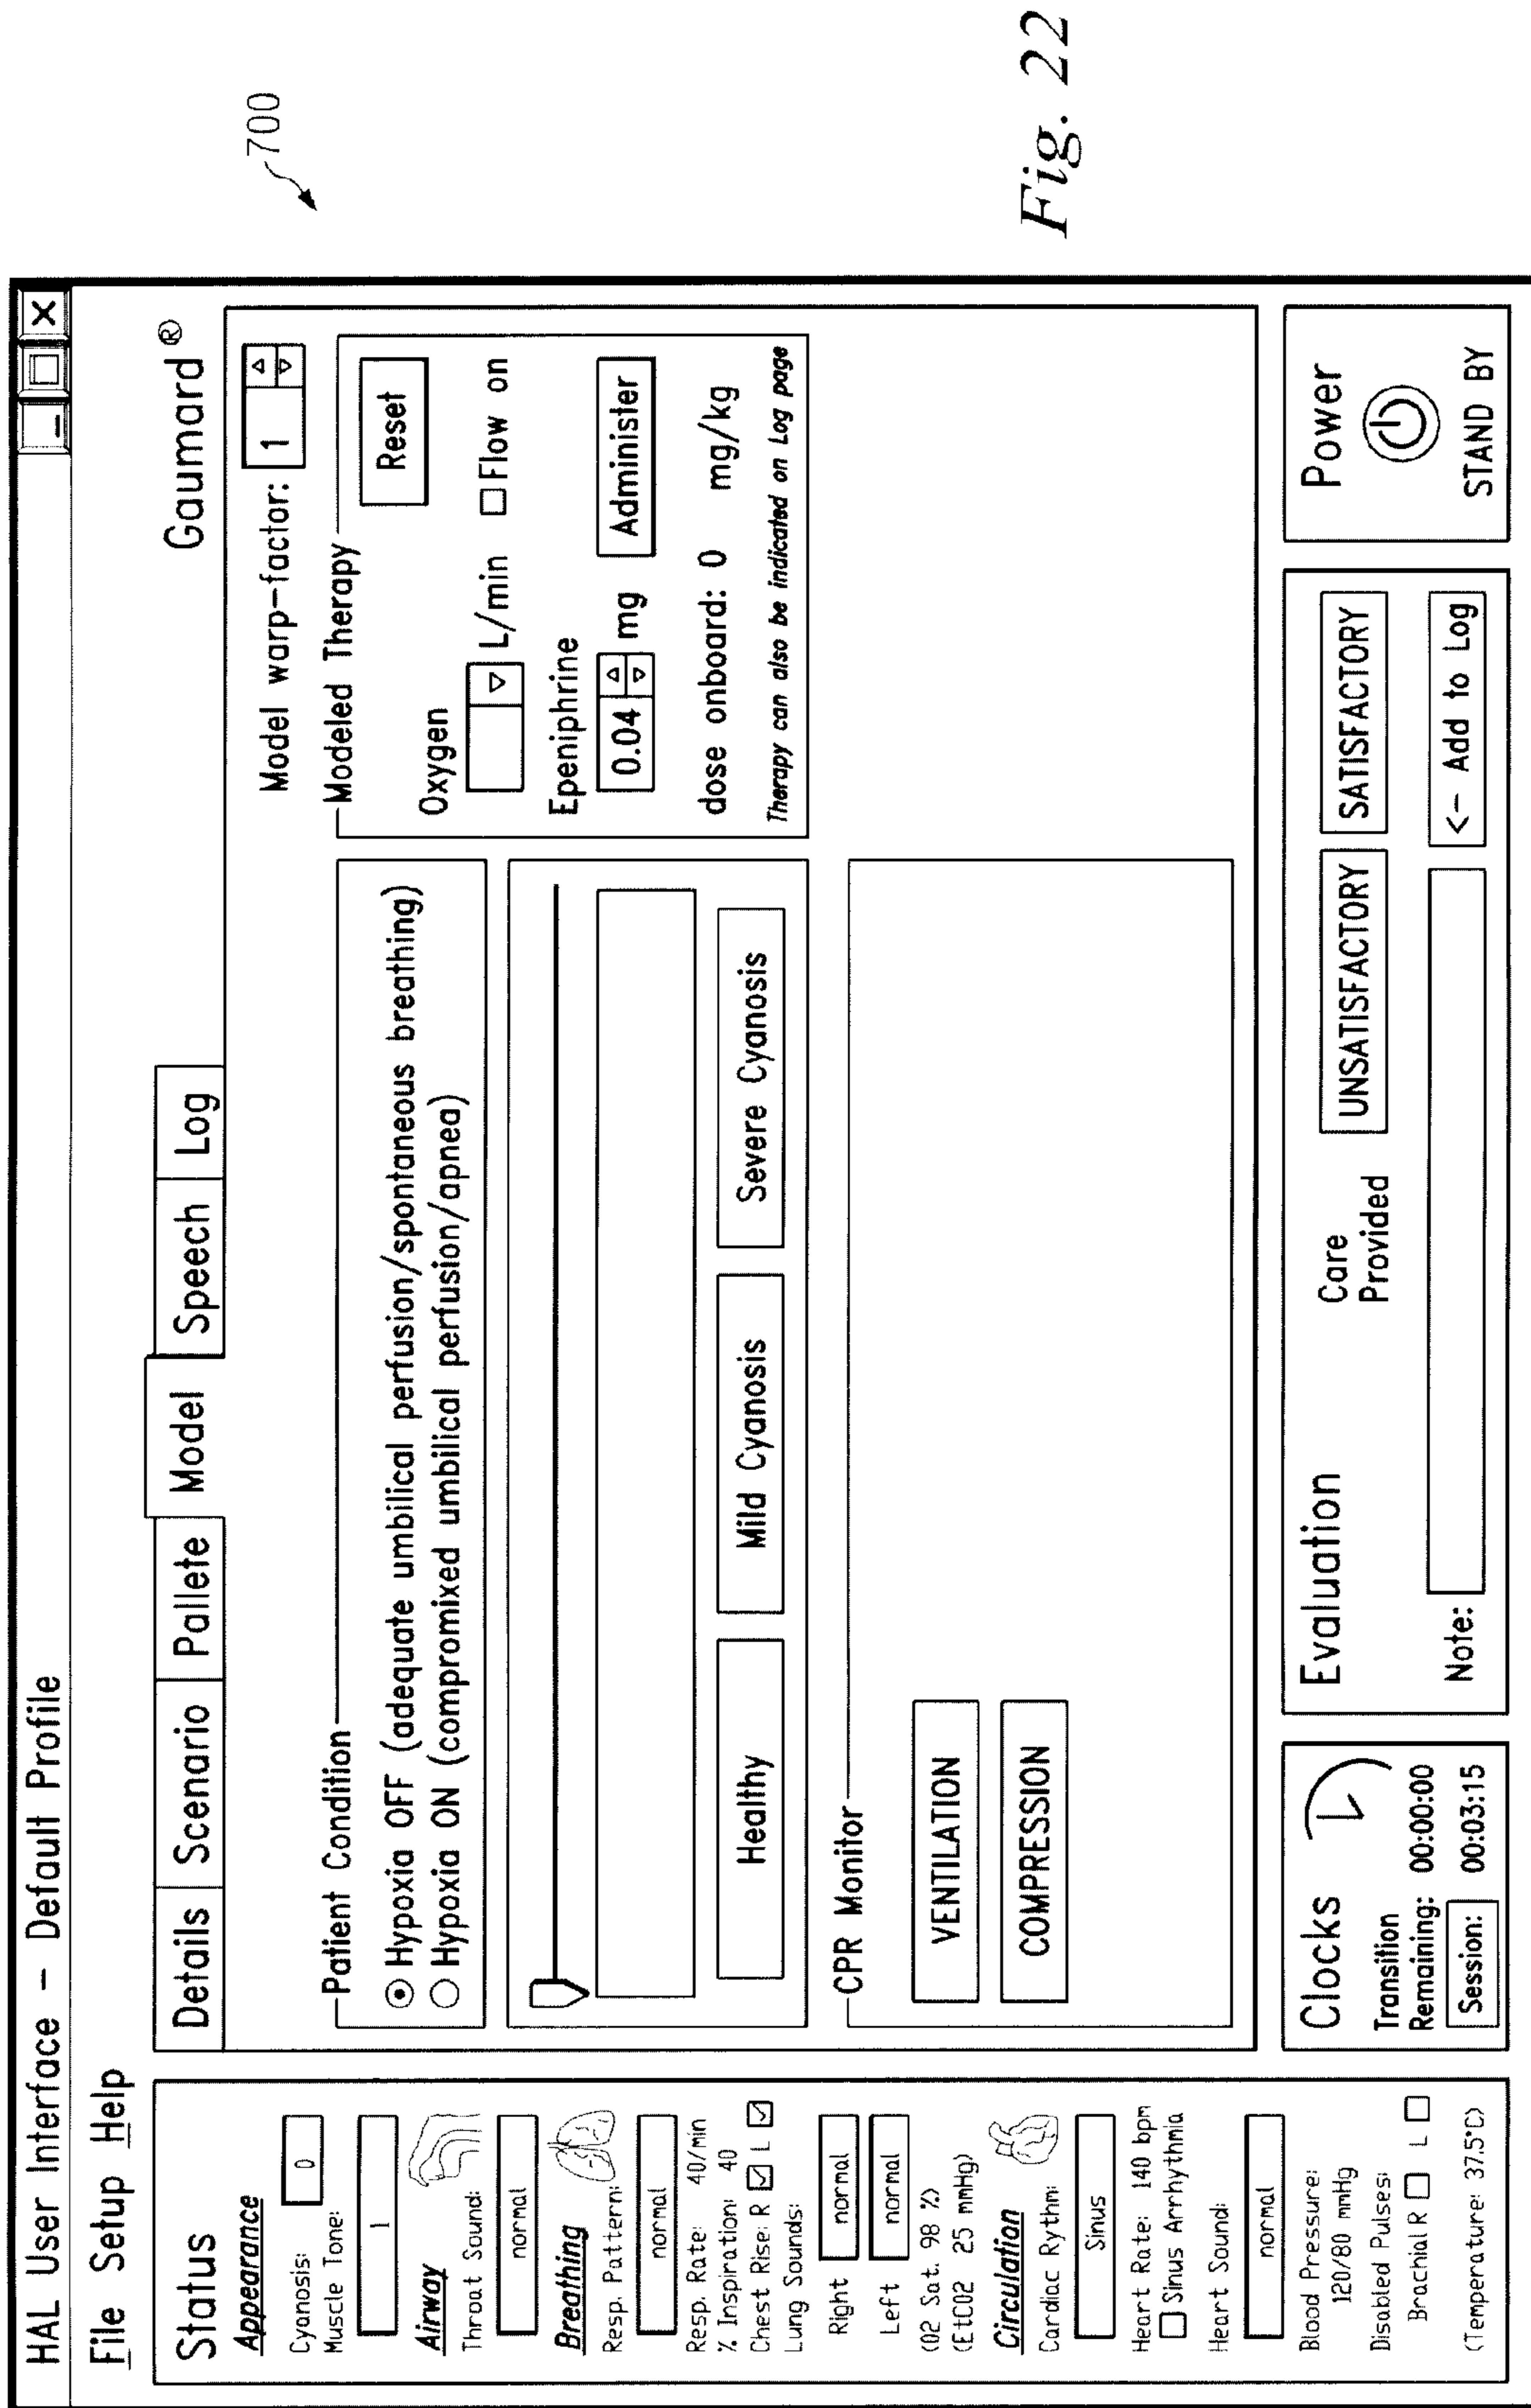 HAL User Interface - Default Profile
File Setup Help
Gaumard®
Status
Appearance
Cyanosis: 0
Muscle Tone:
1
Airway
Throat Sound:
normal
Breathing
Resp. Pattern:
normal
Resp. Rate: 40/min
% Inspiration: 40
Chest Rise: R L
Lung Sounds:
Right normal
Left normal
(O2 Sat. 98 %)
(EtCO2 25 mmHg)
Circulation
Cardiac Rythm:
Sinus
Heart Rate: 140 bpm
Sinus Arrhythmia
Heart Sound:
normal
Blood Pressure:
120/80 mmHg
Disabled Pulses:
Brachial R L
(Temperature: 37.5°C)
Details Scenario Pallete Model Speech Log
Model warp-factor: 1
Patient Condition
Hypoxia OFF (adequate umbilical perfusion/spontaneous breathing)
Hypoxia ON (compromixed umbilical perfusion/apnea)
Healthy Mild Cyanosis Severe Cyanosis
CPR Monitor
VENTILATION
COMPRESSION
Modeled Therapy
Reset
Oxygen
L/min Flow on
Epeniphrine
0.04 mg Administer
dose onboard: 0 mg/kg
Therapy can also be indicated on Log page
Clocks
Transition
Remaining: 00:00:00
Session: 00:03:15
Evaluation
Care
Provided
UNSATISFACTORY SATISFACTORY
Note: <- Add to Log
Power
STAND BY
700
Fig. 22